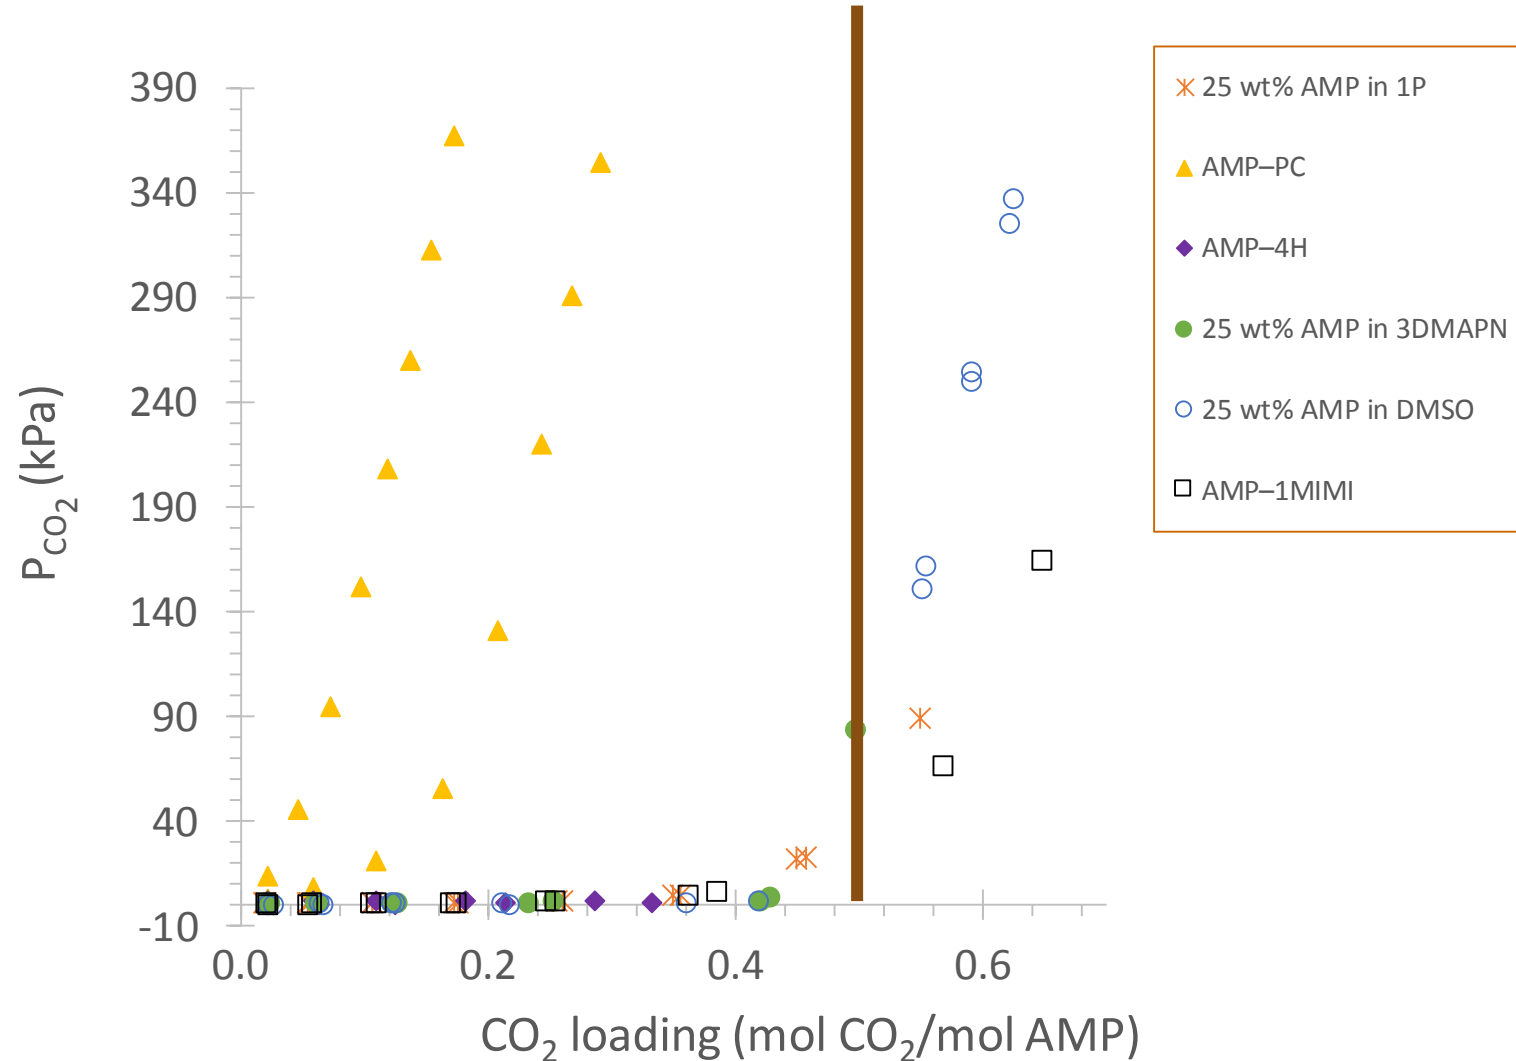 390
340
290
240
190
140
90
40
-10
0.0
0.2
0.4
0.6
P_CO₂ (kPa)
CO₂ loading (mol CO₂/mol AMP)
25 wt% AMP in 1P
AMP–PC
AMP–4H
25 wt% AMP in 3DMAPN
25 wt% AMP in DMSO
AMP–1MIMI